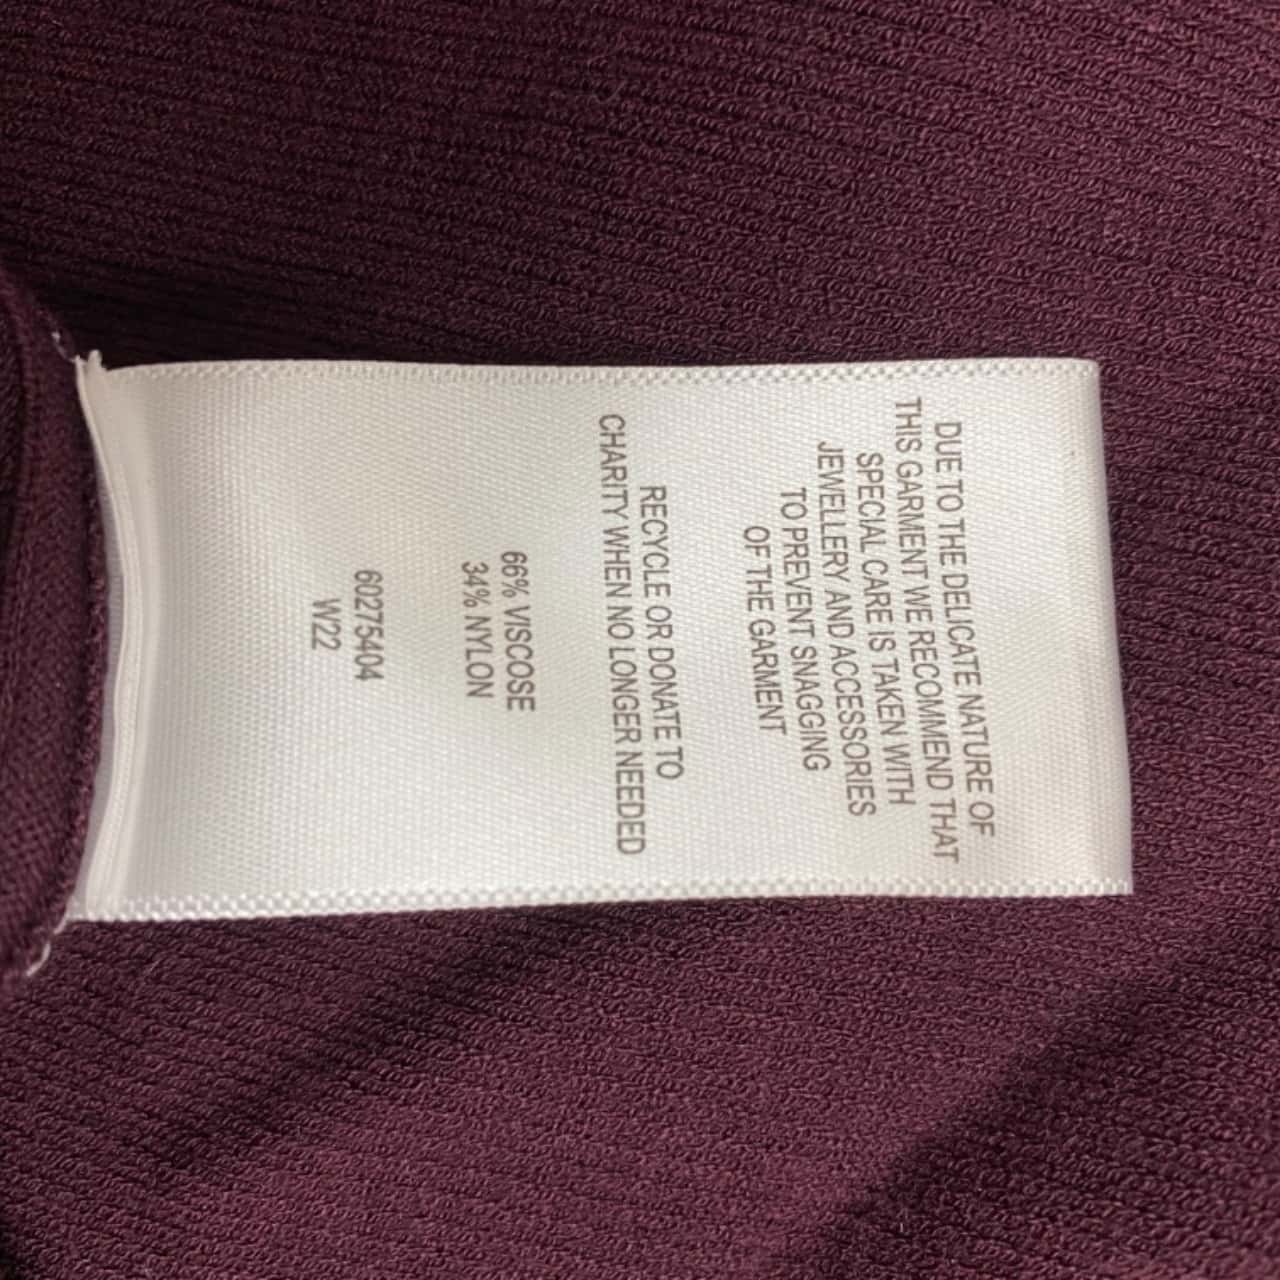 DUE TO THE DELICATE NATURE OF
THIS GARMENT WE RECOMMEND THAT
SPECIAL CARE IS TAKEN WITH
JEWELLERY AND ACCESSORIES
TO PREVENT SNAGGING
OF THE GARMENT
RECYCLE OR DONATE TO
CHARITY WHEN NO LONGER NEEDED
66% VISCOSE
34% NYLON
60275404
W22